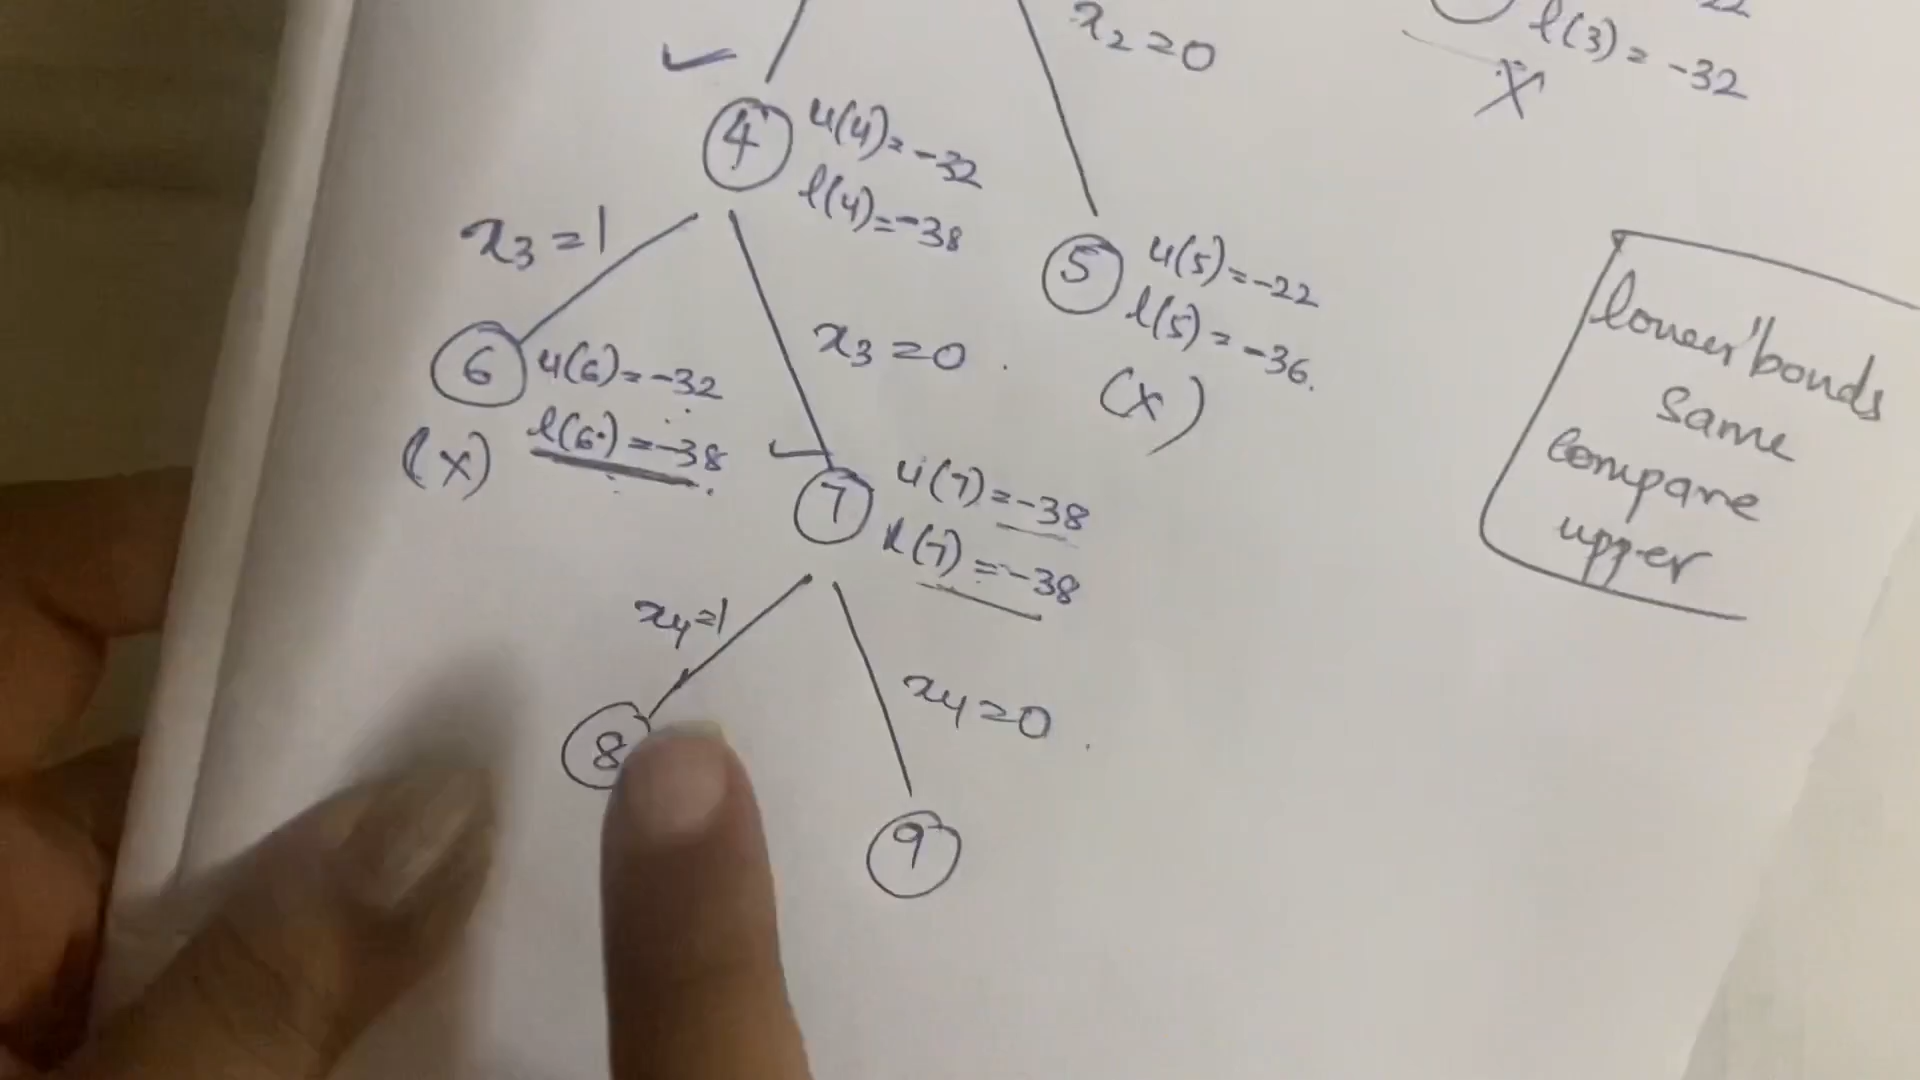 x2 = 0
l(3) = -32
X
4
u(4) = -32
l(4) = -38
x3 = 1
5
u(5) = -22
l(5) = -36.
(x)
x3 = 0
6
u(6) = -32
l(6) = -38
(x)
7
u(7) = -38
l(7) = -38
lower bonds
same
compare
upper
x4 = 1
x4 = 0
8
9